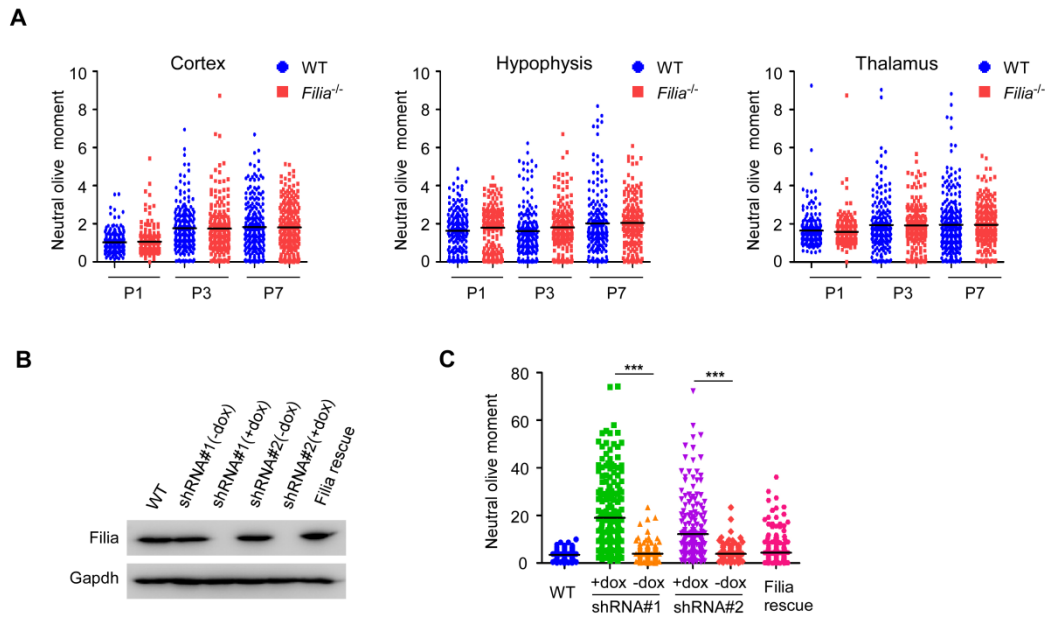 A
Cortex
WT
Filia-/-
Neutral olive moment
10
8
6
4
2
0
P1 P3 P7
Hypophysis
WT
Filia-/-
Neutral olive moment
10
8
6
4
2
0
P1 P3 P7
Thalamus
WT
Filia-/-
Neutral olive moment
10
8
6
4
2
0
P1 P3 P7
B
WT
shRNA#1(-dox)
shRNA#1(+dox)
shRNA#2(-dox)
shRNA#2(+dox)
Filia rescue
Filia
Gapdh
C
Neutral olive moment
80
60
40
20
0
***
***
WT
+dox -dox
shRNA#1
+dox -dox
shRNA#2
Filia
rescue